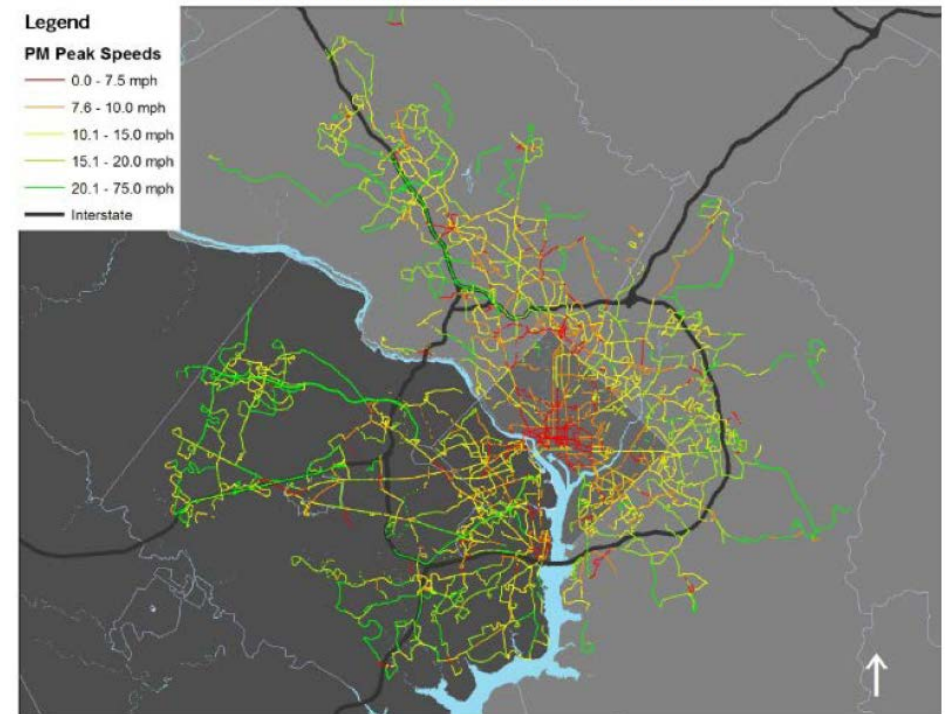 Legend
PM Peak Speeds
0.0 - 7.5 mph
7.6 - 10.0 mph
10.1 - 15.0 mph
15.1 - 20.0 mph
20.1 - 75.0 mph
Interstate